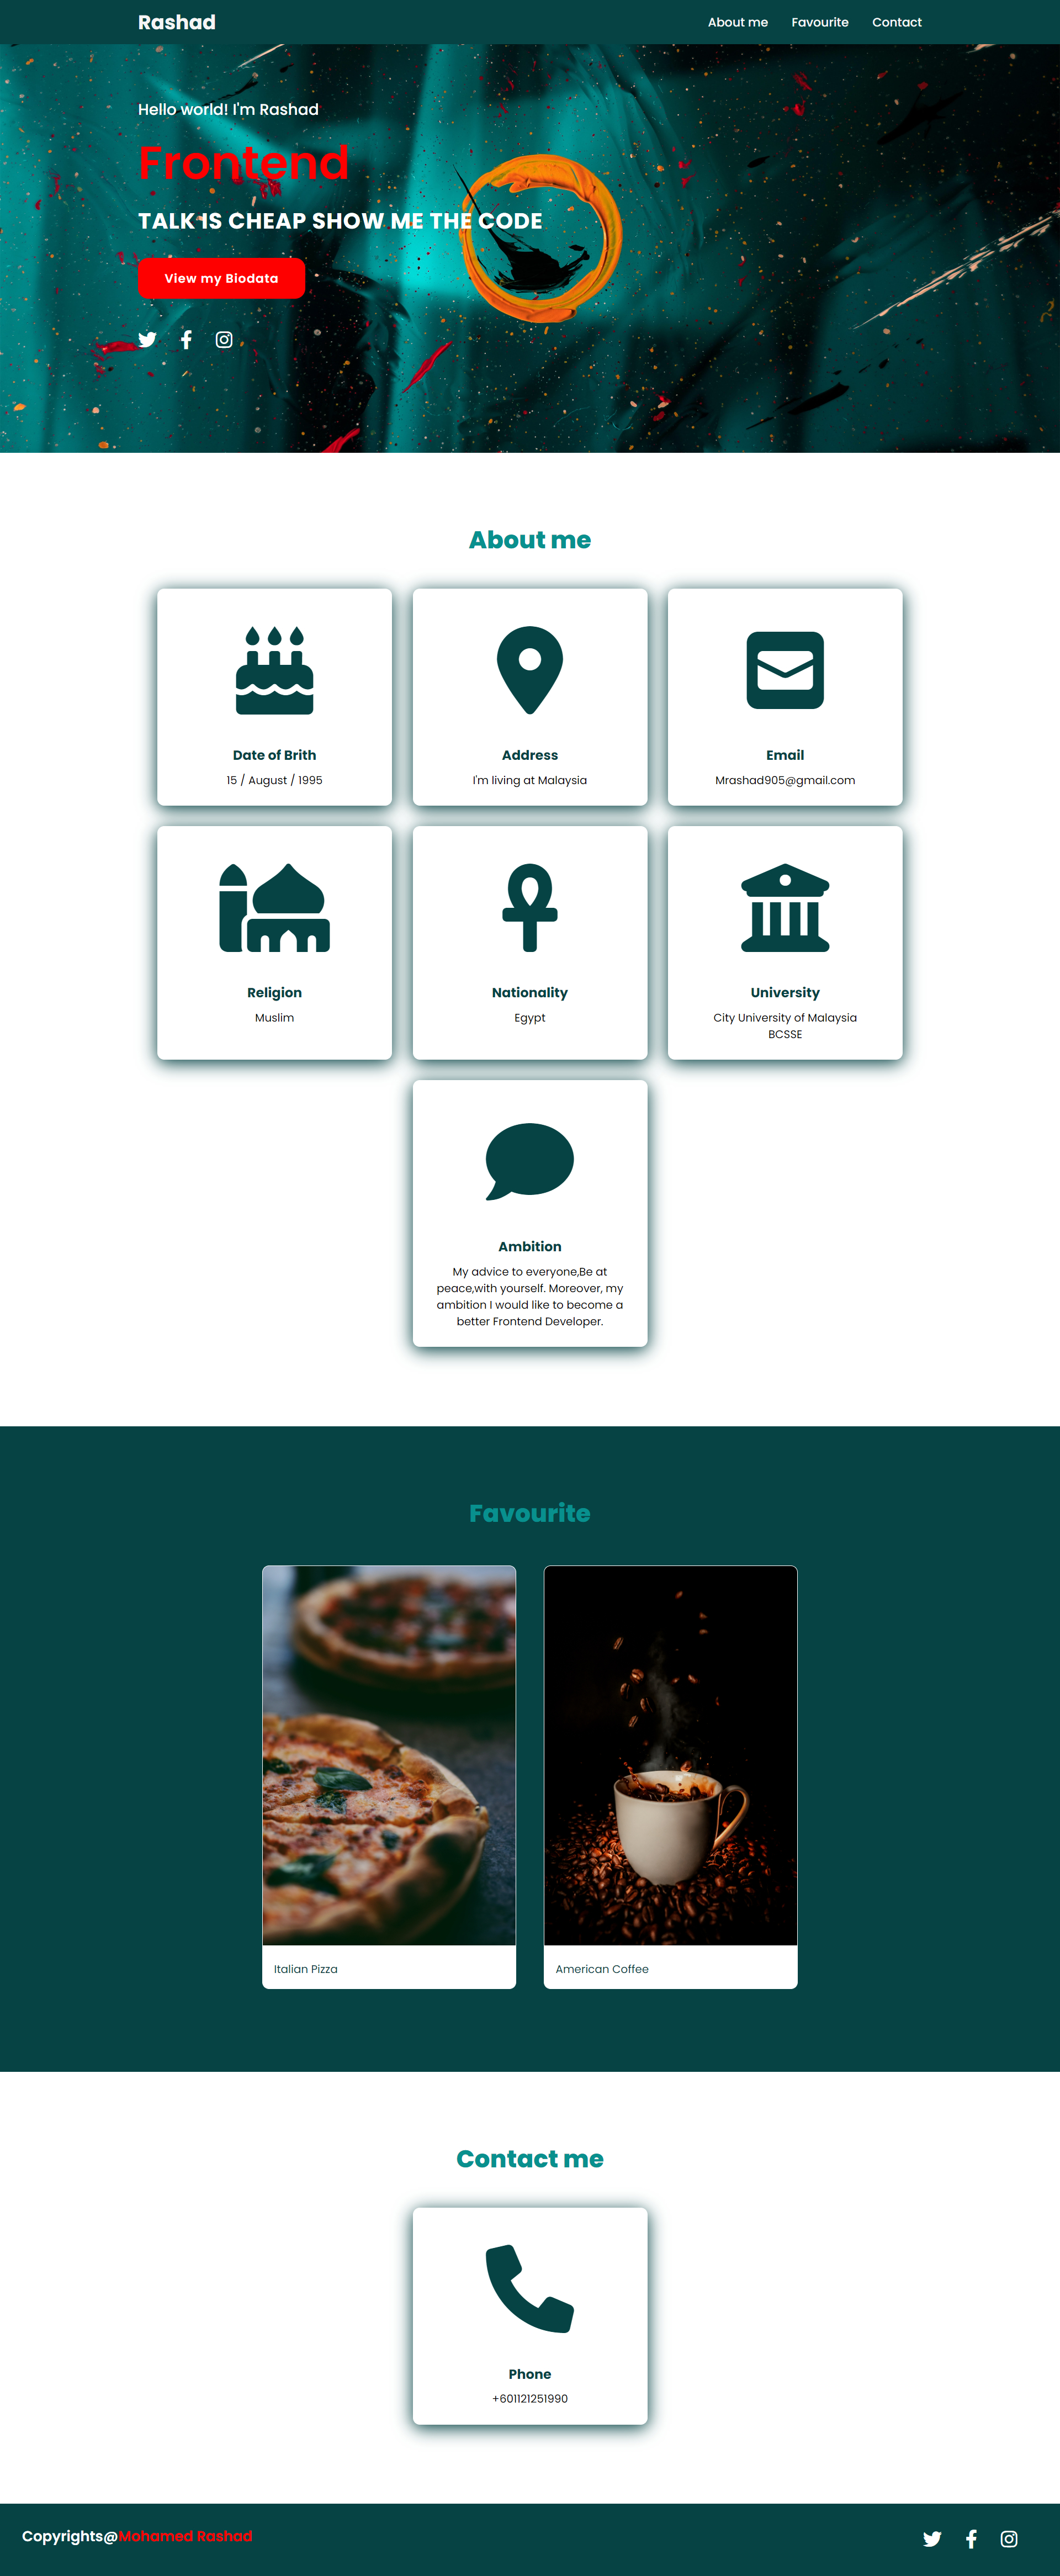 Rashad
About me
Favourite
Contact
Hello world! I'm Rashad
Frontend
TALK IS CHEAP SHOW ME THE CODE
View my Biodata
About me
Date of Brith
15 / August / 1995
Address
I'm living at Malaysia
Email
Mrashad905@gmail.com
Religion
Muslim
Nationality
Egypt
University
City University of Malaysia
BCSSE
Ambition
My advice to everyone,Be at
peace,with yourself. Moreover, my
ambition I would like to become a
better Frontend Developer.
Favourite
Italian Pizza
American Coffee
Contact me
Phone
+601121251990
Copyrights@Mohamed Rashad